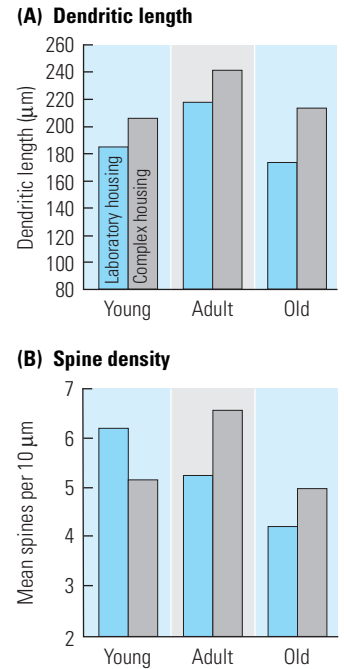 (A) Dendritic length
Dendritic length (µm)
260
240
220
200
180
160
140
120
100
80
Laboratory housing
Complex housing
Young Adult Old
(B) Spine density
Mean spines per 10 µm
7
6
5
4
3
2
Young Adult Old